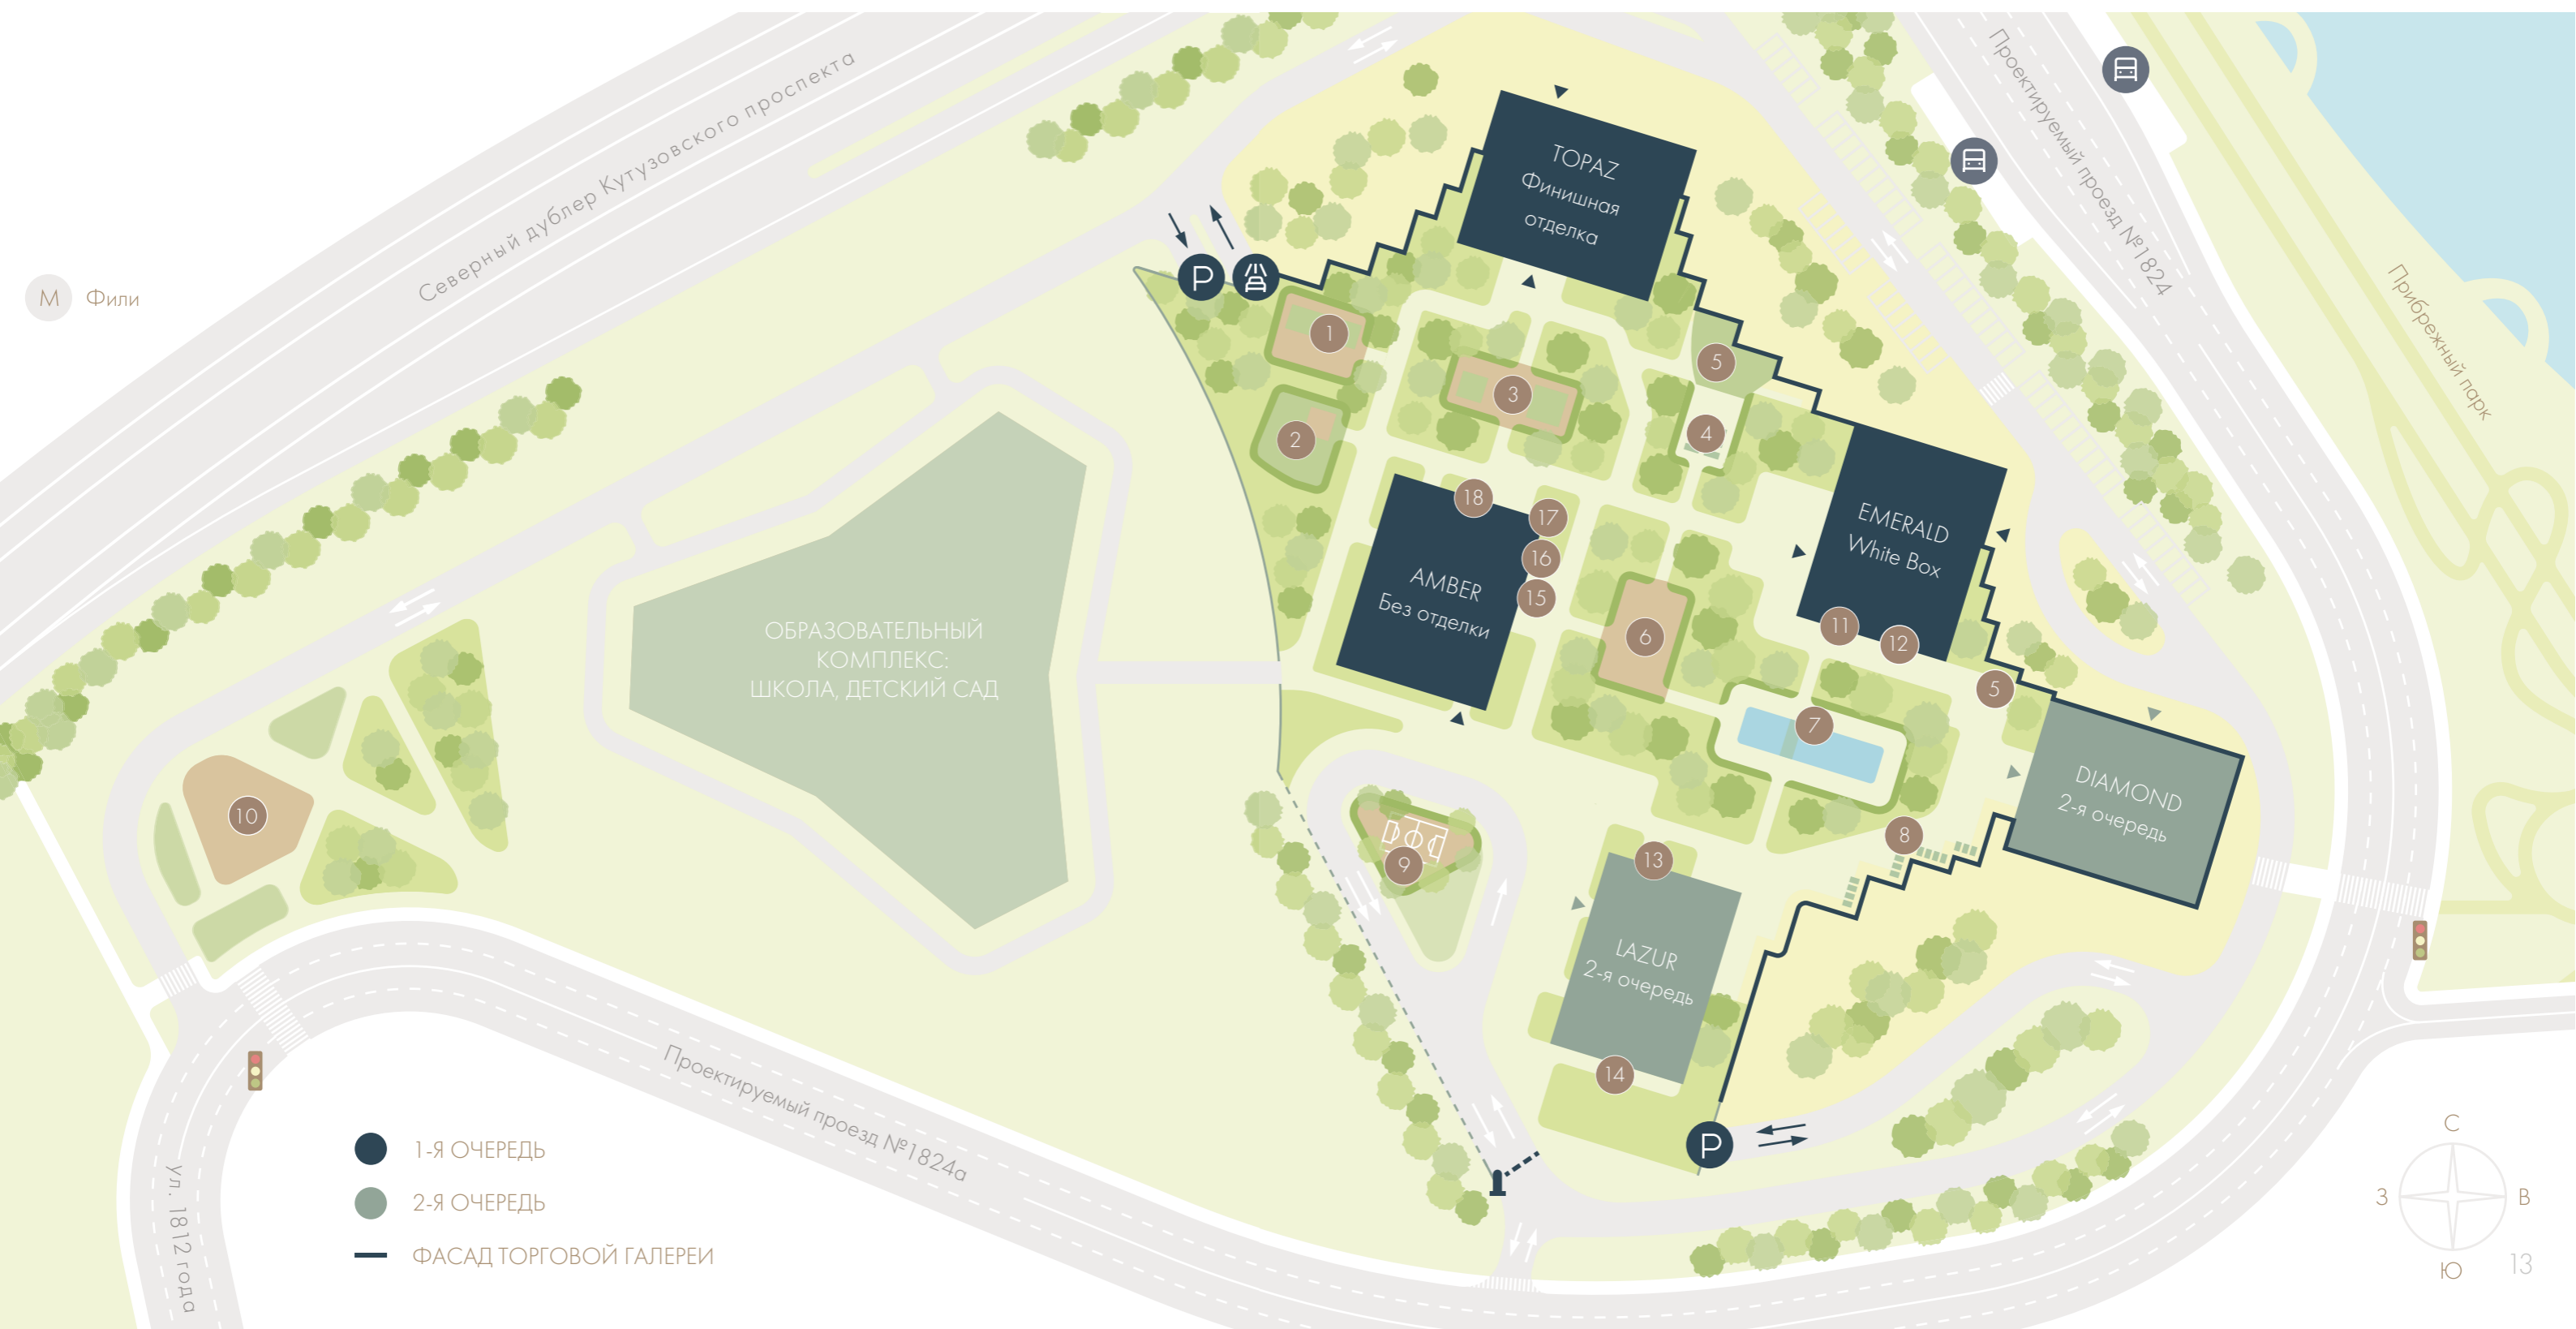 Северный дублер Кутузовского проспекта
Проектируемый проезд №1824
Прибрежный парк
М Фили
TOPAZ
Финишная
отделка
P
1
2
3
4
5
18
17
16
15
AMBER
Без отделки
EMERALD
White Box
11
12
5
6
7
8
ОБРАЗОВАТЕЛЬНЫЙ
КОМПЛЕКС:
ШКОЛА, ДЕТСКИЙ САД
DIAMOND
2-я очередь
10
9
13
LAZUR
2-я очередь
14
P
Проектируемый проезд №1824а
ул. 1812 года
1-Я ОЧЕРЕДЬ
2-Я ОЧЕРЕДЬ
ФАСАД ТОРГОВОЙ ГАЛЕРЕИ
С
З
В
Ю
13